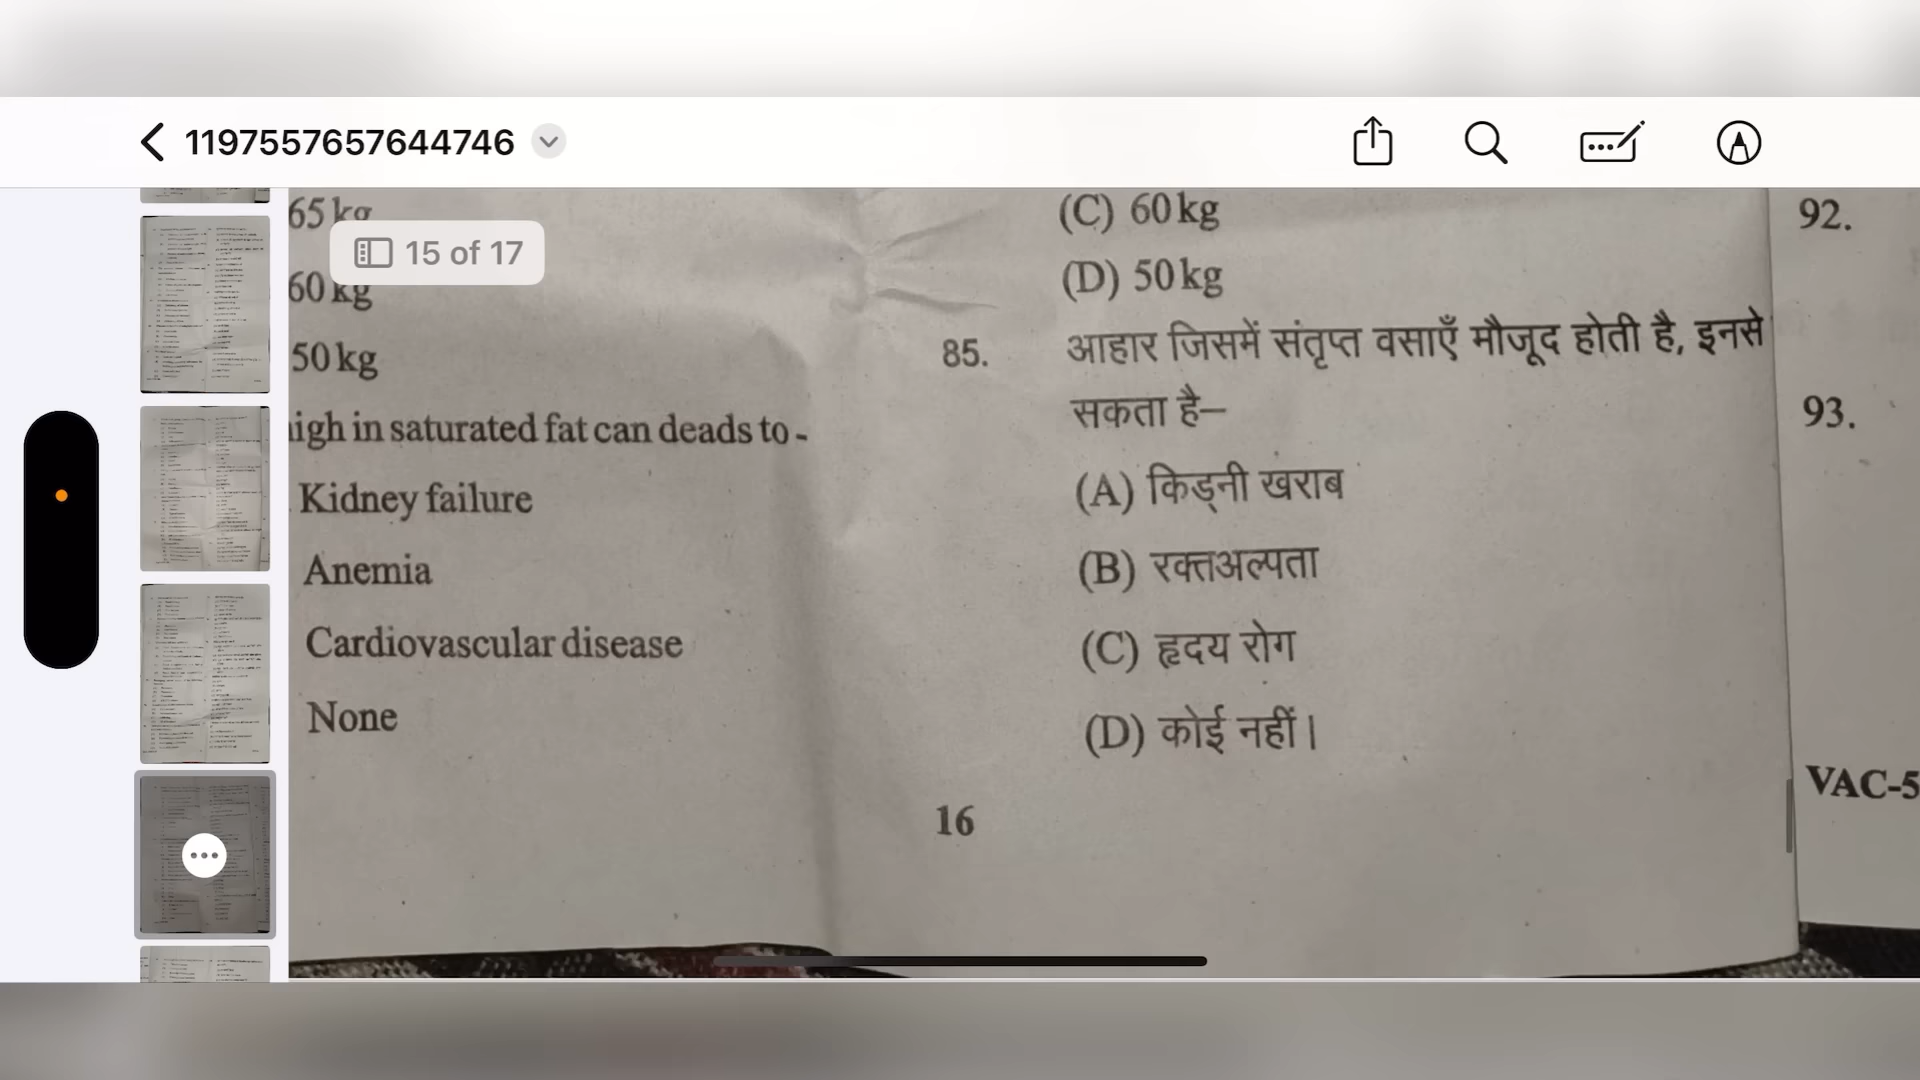 1197557657644746
15 of 17
65 kg
60 kg
50 kg
igh in saturated fat can deads to -
Kidney failure
Anemia
Cardiovascular disease
None
(C) 60 kg
(D) 50 kg
85. आहार जिसमें संतृप्त वसाएँ मौजूद होती है, इनसे
सकता है–
(A) किड्नी खराब
(B) रक्तअल्पता
(C) हृदय रोग
(D) कोई नहीं।
16
92.
93.
VAC-5